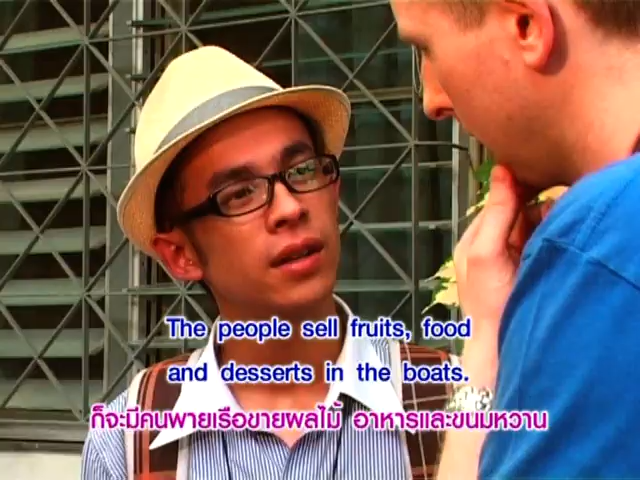 The people sell fruits, food
and desserts in the boats.
ก็จะมีคนพายเรือขายผลไม้ อาหารและขนมหวาน